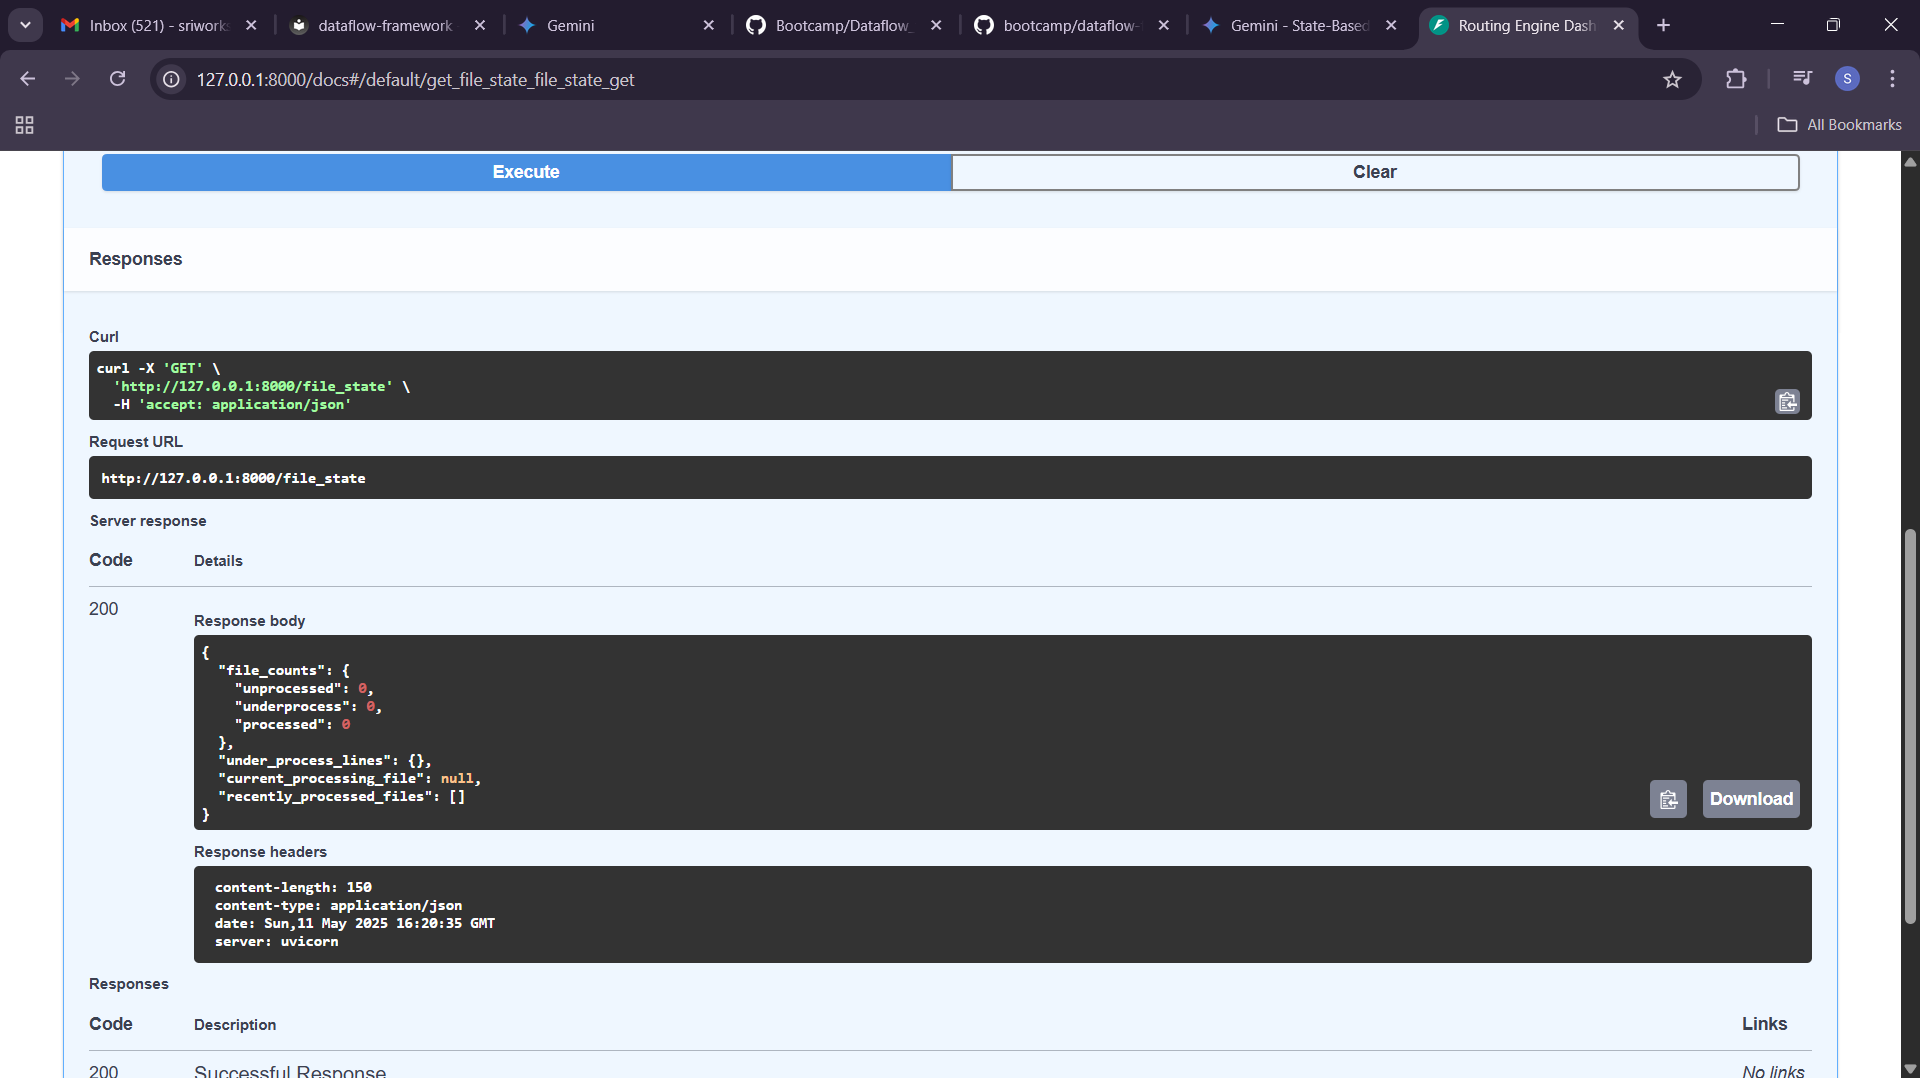 Inbox (521) - sriworks
dataflow-framework
Gemini
Bootcamp/Dataflow_
bootcamp/dataflow-
Gemini - State-Based
Routing Engine Dash
127.0.0.1:8000/docs#/default/get_file_state_file_state_get
S
All Bookmarks
Execute
Clear
Responses
Curl
curl -X 'GET' \
'http://127.0.0.1:8000/file_state' \
-H 'accept: application/json'
Request URL
http://127.0.0.1:8000/file_state
Server response
Code
Details
200
Response body
{
"file_counts": {
"unprocessed": 0,
"underprocess": 0,
"processed": 0
},
"under_process_lines": {},
"current_processing_file": null,
"recently_processed_files": []
}
Download
Response headers
content-length: 150
content-type: application/json
date: Sun,11 May 2025 16:20:35 GMT
server: uvicorn
Responses
Code
Description
Links
200
Successful Response
No links